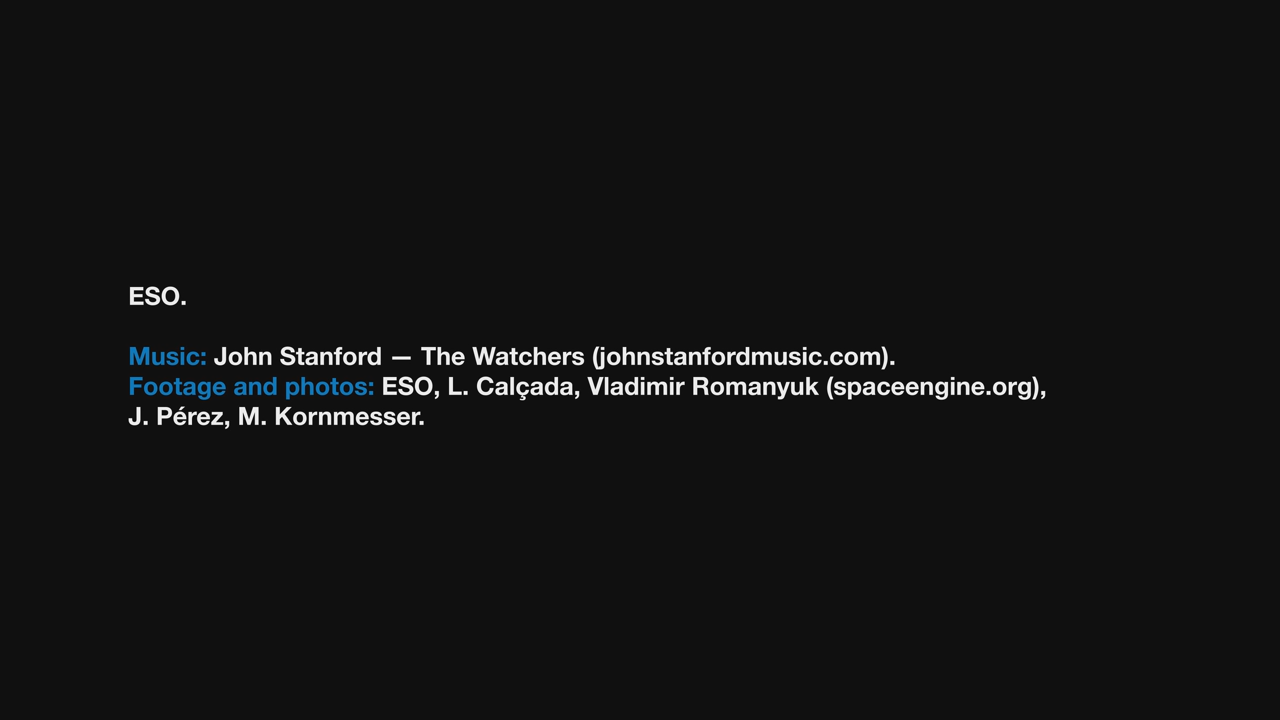 ESO.
Music: John Stanford — The Watchers (johnstanfordmusic.com).
Footage and photos: ESO, L. Calçada, Vladimir Romanyuk (spaceengine.org),
J. Pérez, M. Kornmesser.